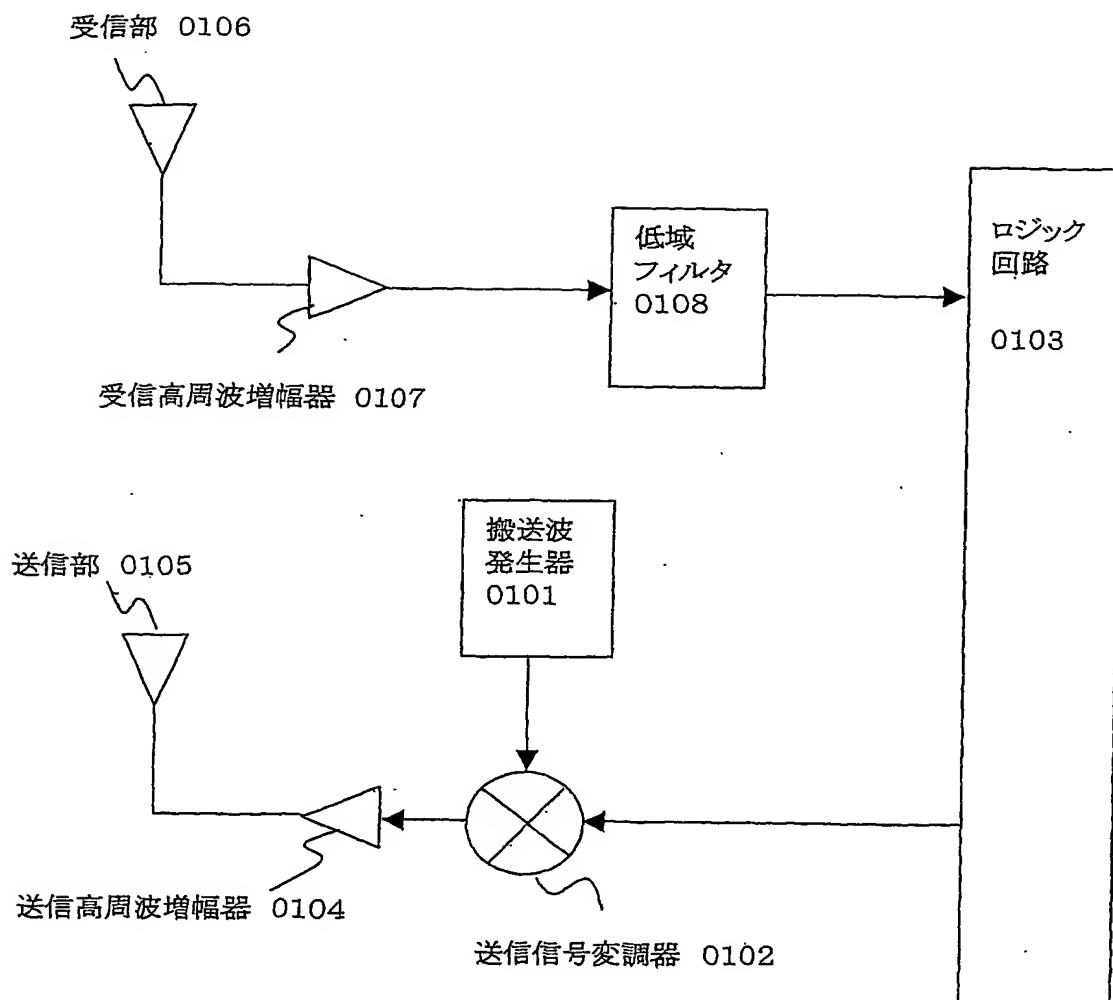 受信部 0106
低域
フィルタ
0108
ロジック
回路
0103
受信高周波増幅器 0107
搬送波
発生器
0101
送信部 0105
送信高周波増幅器 0104
送信信号変調器 0102